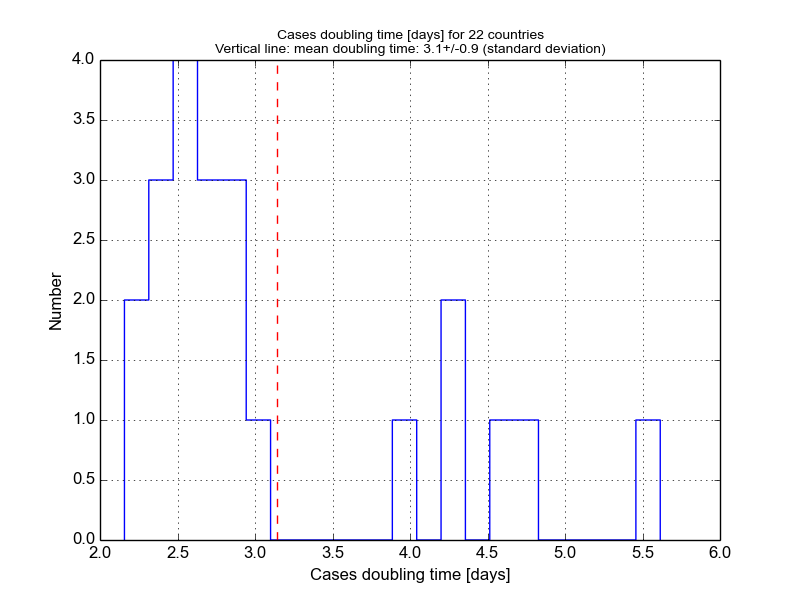 Cases doubling time [days] for 22 countries
Vertical line: mean doubling time: 3.1+/-0.9 (standard deviation)
4.0
3.5
3.0
2.5
2.0
1.5
1.0
0.5
0.0
Number
2.0 2.5 3.0 3.5 4.0 4.5 5.0 5.5 6.0
Cases doubling time [days]